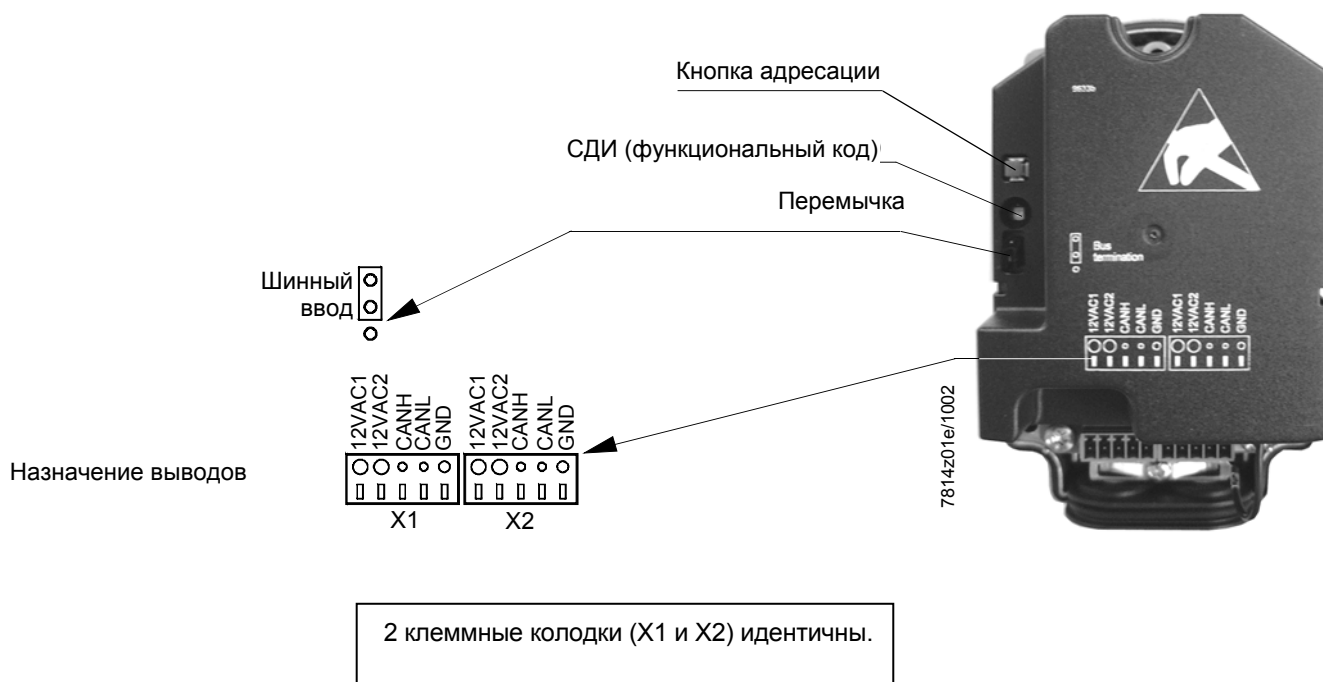 Кнопка адресации
СДИ (функциональный код)
Перемычка
Шинный
ввод
Bus
termination
12VAC1
12VAC2
CANH
CANL
GND
12VAC1
12VAC2
CANH
CANL
GND
12VAC1
12VAC2
CANH
CANL
GND
12VAC1
12VAC2
CANH
CANL
GND
Назначение выводов
X1
X2
7814z01e/1002
2 клеммные колодки (X1 и X2) идентичны.